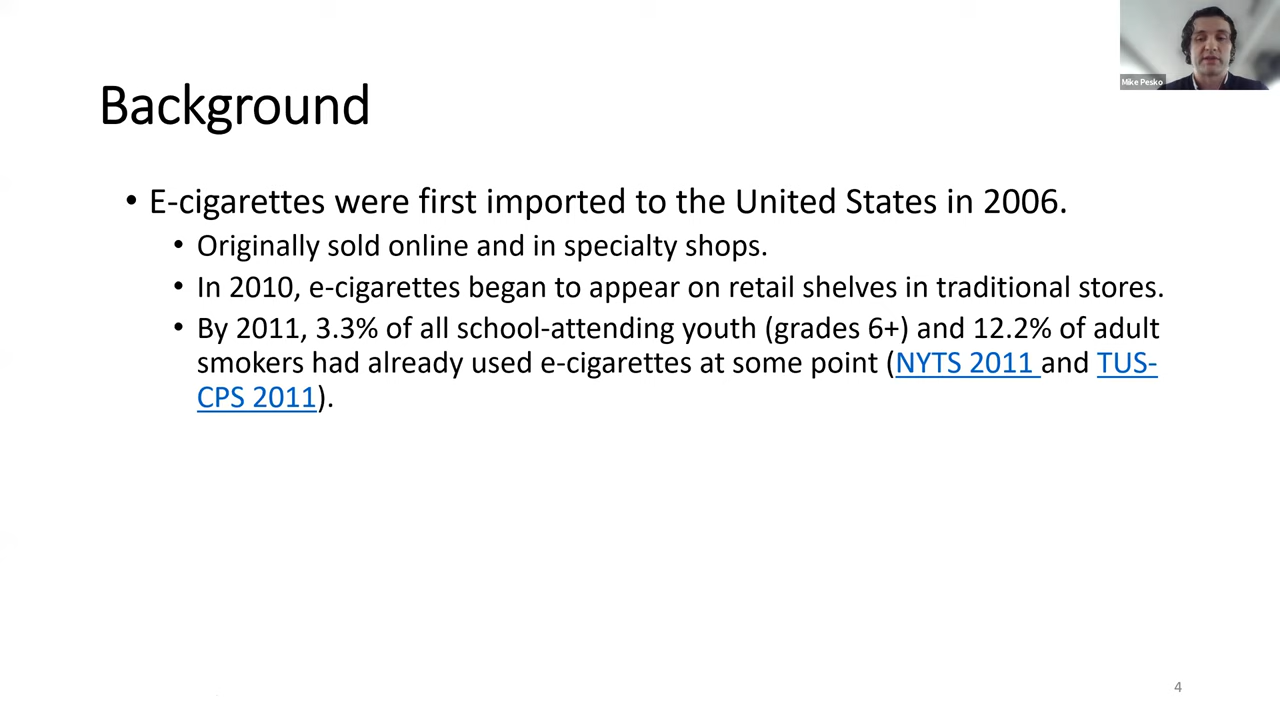 Mike Pesko
Background
• E-cigarettes were first imported to the United States in 2006.
• Originally sold online and in specialty shops.
• In 2010, e-cigarettes began to appear on retail shelves in traditional stores.
• By 2011, 3.3% of all school-attending youth (grades 6+) and 12.2% of adult
smokers had already used e-cigarettes at some point (NYTS 2011 and TUS-
CPS 2011).
4